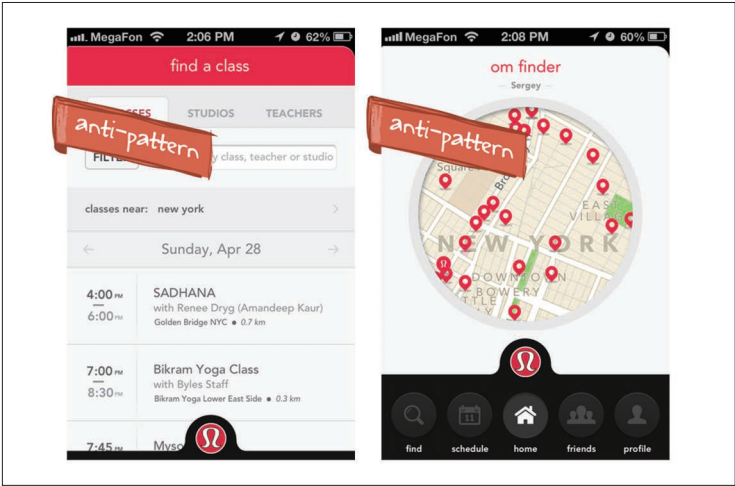 MegaFon 2:06 PM 62%
find a class
STUDIOS TEACHERS
anti-pattern
class, teacher or studio
classes near: new york
Sunday, Apr 28
4:00 PM SADHANA
with Renee Dryg (Amandeep Kaur)
6:00 PM Golden Bridge NYC • 0.7 km
7:00 PM Bikram Yoga Class
with Byles Staff
8:30 PM Bikram Yoga Lower East Side • 0.3 km
7:45 PM
MegaFon 2:08 PM 60%
om finder
Sergey
anti-pattern
NEW YORK
DOWNTOWN
BOWERY
find schedule home friends profile
11